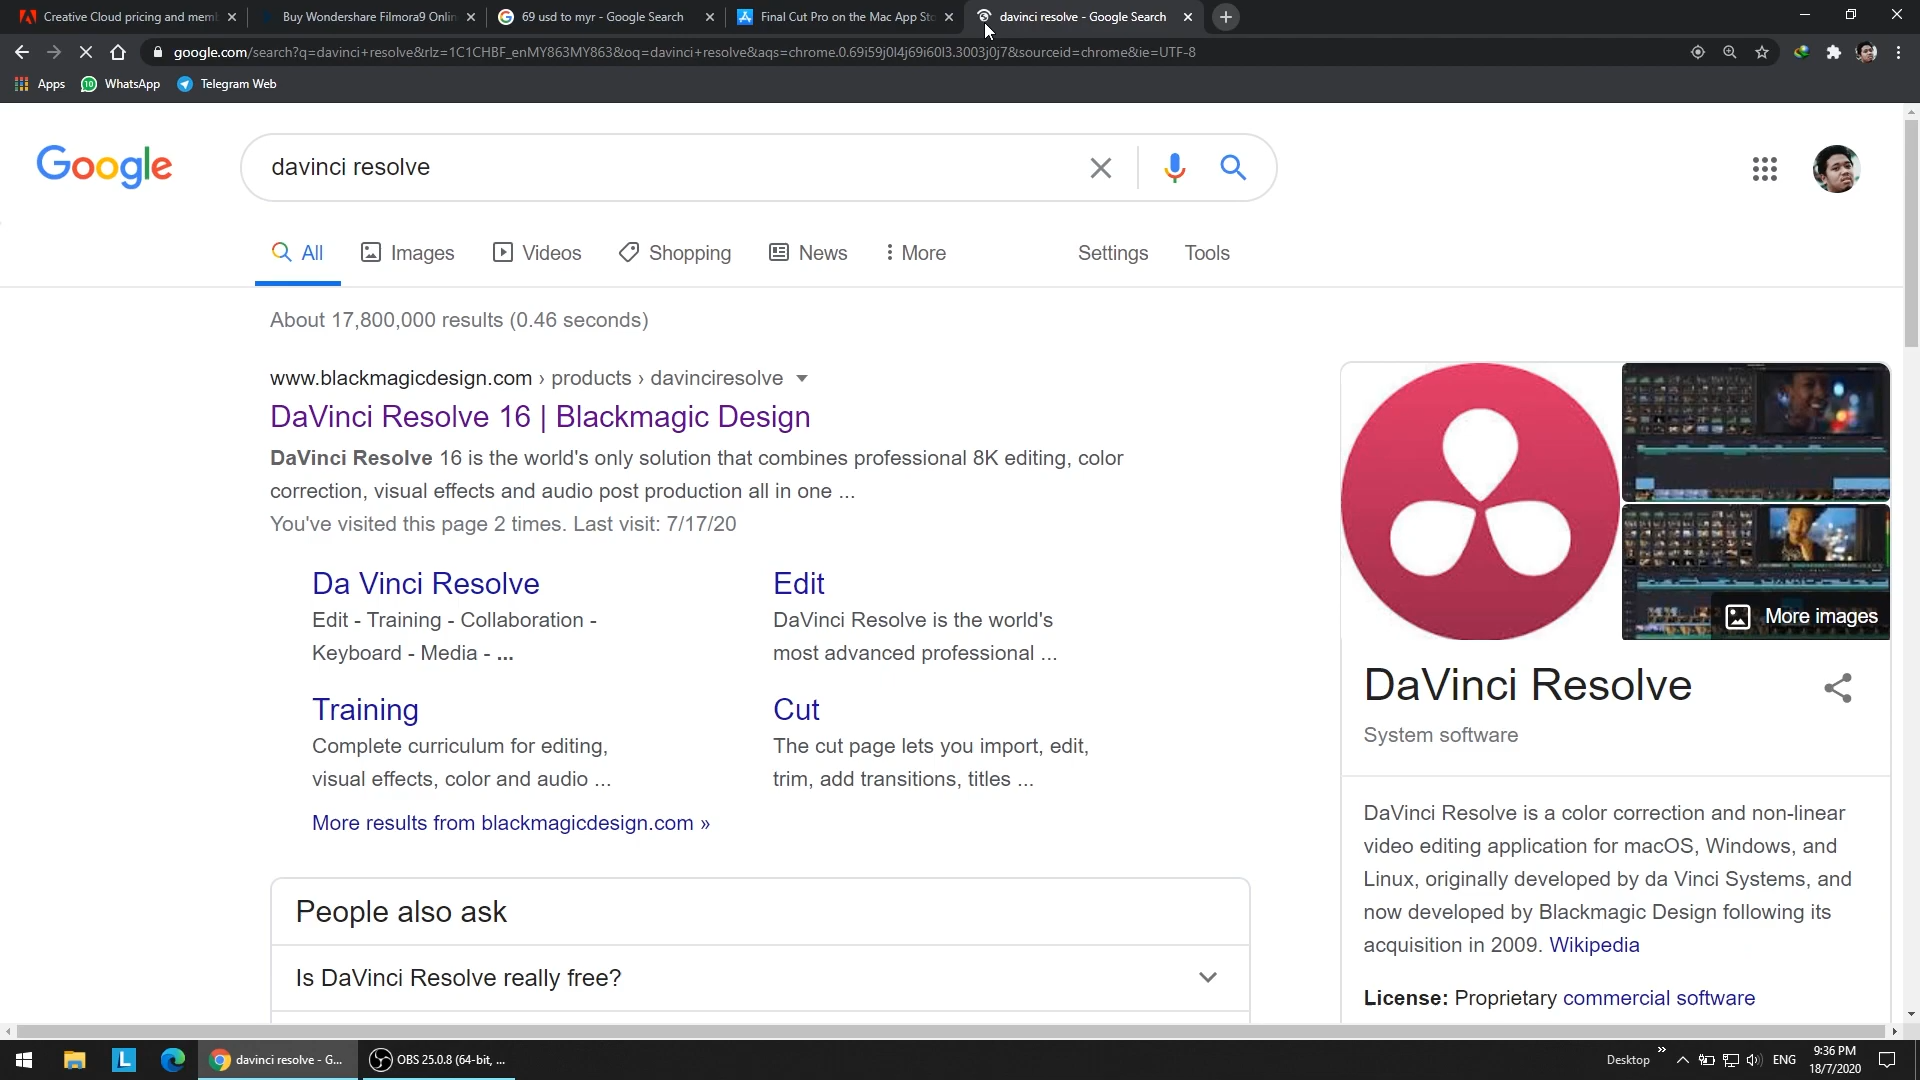 Creative Cloud pricing and memb
Buy Wondershare Filmora9 Onlin
69 usd to myr - Google Search
Final Cut Pro on the Mac App Sto
davinci resolve - Google Search
google.com/search?q=davinci+resolve&rlz=1C1CHBF_enMY863MY863&oq=davinci+resolve&aqs=chrome.0.69i59j0l4j69i60l3.3003j0j7&sourceid=chrome&ie=UTF-8
Apps
WhatsApp
Telegram Web
Google
davinci resolve
All
Images
Videos
Shopping
News
More
Settings
Tools
About 17,800,000 results (0.46 seconds)
www.blackmagicdesign.com › products › davinciresolve
DaVinci Resolve 16 | Blackmagic Design
DaVinci Resolve 16 is the world's only solution that combines professional 8K editing, color
correction, visual effects and audio post production all in one ...
You've visited this page 2 times. Last visit: 7/17/20
Da Vinci Resolve
Edit - Training - Collaboration -
Keyboard - Media - ...
Edit
DaVinci Resolve is the world's
most advanced professional ...
Training
Complete curriculum for editing,
visual effects, color and audio ...
Cut
The cut page lets you import, edit,
trim, add transitions, titles ...
More results from blackmagicdesign.com »
People also ask
Is DaVinci Resolve really free?
More images
DaVinci Resolve
System software
DaVinci Resolve is a color correction and non-linear
video editing application for macOS, Windows, and
Linux, originally developed by da Vinci Systems, and
now developed by Blackmagic Design following its
acquisition in 2009. Wikipedia
License: Proprietary commercial software
L
davinci resolve - G...
OBS 25.0.8 (64-bit, ...
Desktop
ENG
9:36 PM
18/7/2020